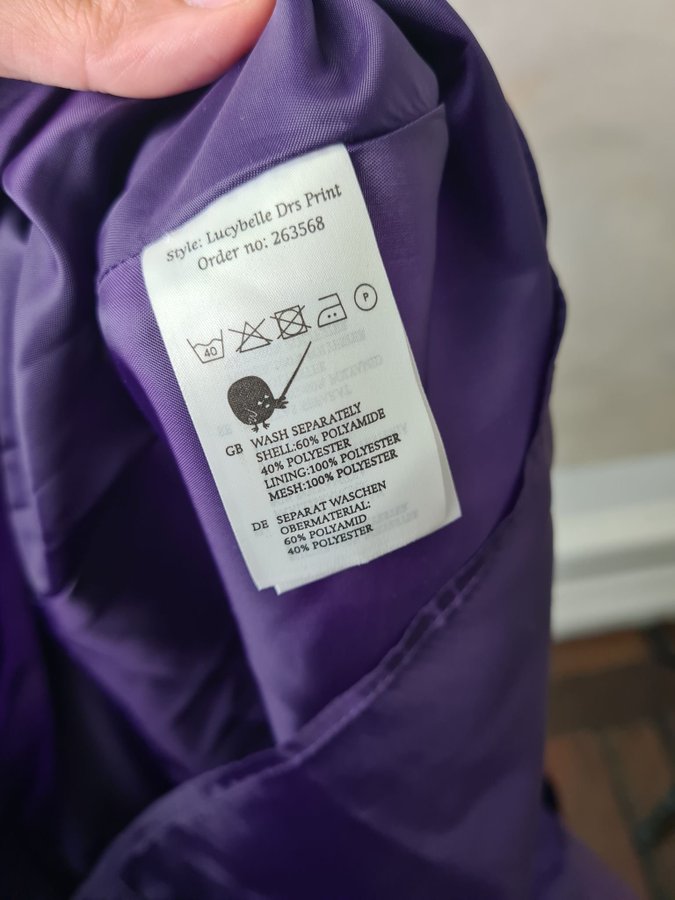 Style: Lucybelle Drs Print
Order no: 263568
40 P
GB WASH SEPARATELY
SHELL:60% POLYAMIDE
40% POLYESTER
LINING:100% POLYESTER
MESH:100% POLYESTER
DE SEPARAT WASCHEN
OBERMATERIAL:
60% POLYAMID
40% POLYESTER